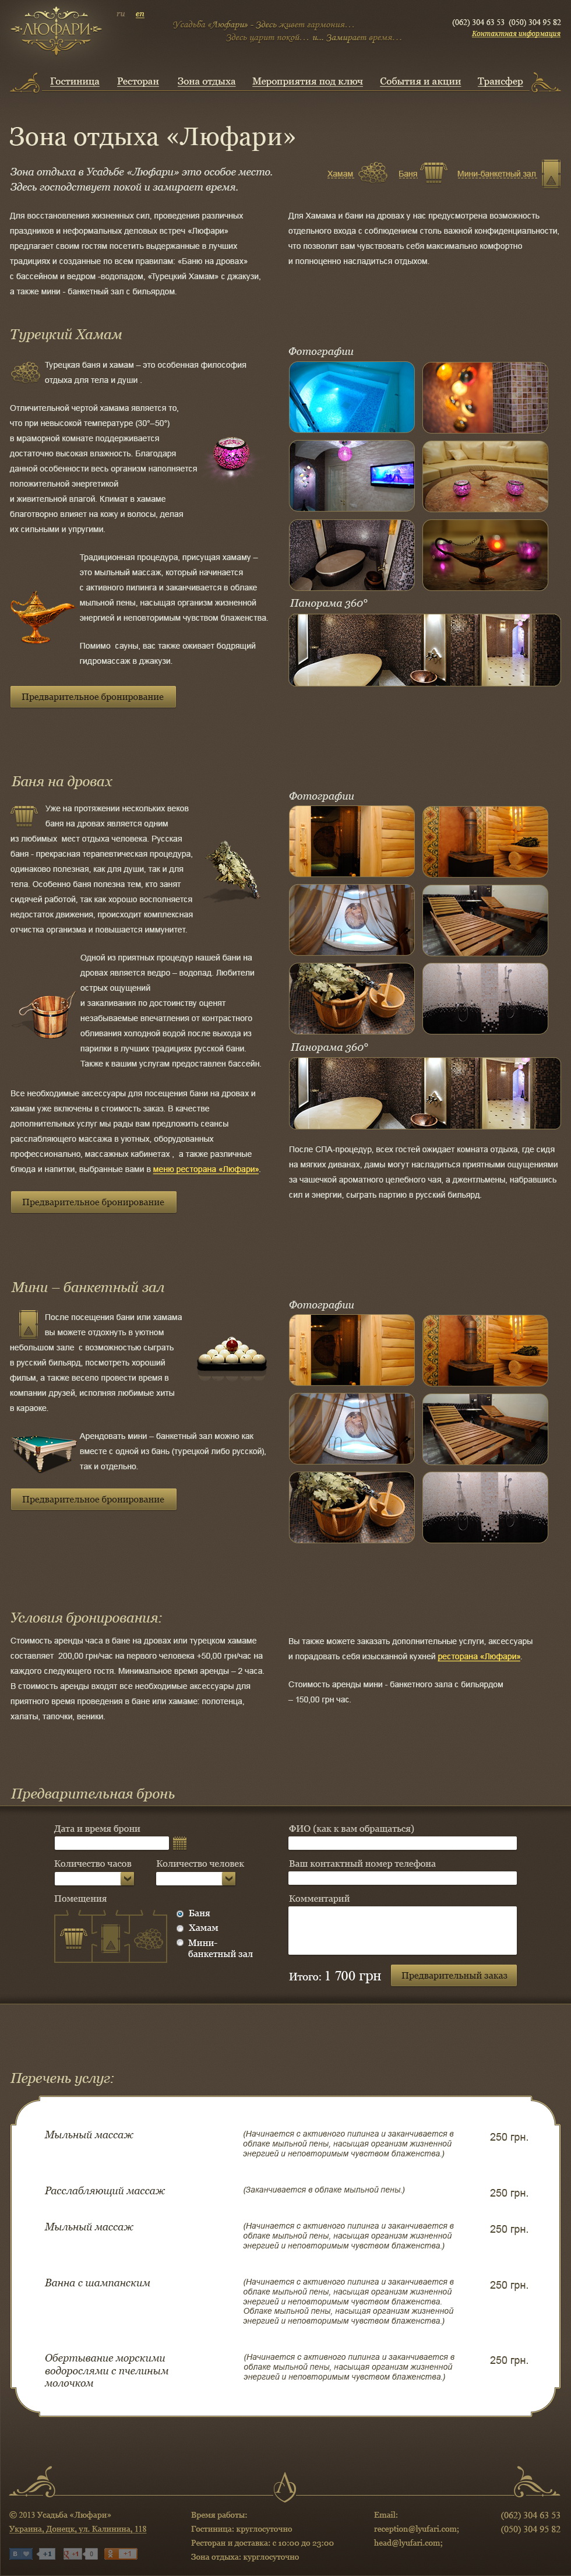 ЛЮФАРИ
ru en
Усадьба «Люфари» - Здесь живет гармония…
Здесь царит покой… и... Замирает время…
(062) 304 63 53 (050) 304 95 82
Контактная информация
Гостиница Ресторан Зона отдыха Мероприятия под ключ События и акции Трансфер
Зона отдыха «Люфари»
Зона отдыха в Усадьбе «Люфари» это особое место.
Здесь господствует покой и замирает время.
Хамам Баня Мини-банкетный зал
Для восстановления жизненных сил, проведения различных
праздников и неформальных деловых встреч «Люфари»
предлагает своим гостям посетить выдержанные в лучших
традициях и созданные по всем правилам: «Баню на дровах»
с бассейном и ведром -водопадом, «Турецкий Хамам» с джакузи,
а также мини - банкетный зал с бильярдом.
Для Хамама и бани на дровах у нас предусмотрена возможность
отдельного входа с соблюдением столь важной конфиденциальности,
что позволит вам чувствовать себя максимально комфортно
и полноценно насладиться отдыхом.
Турецкий Хамам
Турецкая баня и хамам – это особенная философия
отдыха для тела и души .
Отличительной чертой хамама является то,
что при невысокой температуре (30°–50°)
в мраморной комнате поддерживается
достаточно высокая влажность. Благодаря
данной особенности весь организм наполняется
положительной энергетикой
и живительной влагой. Климат в хамаме
благотворно влияет на кожу и волосы, делая
их сильными и упругими.
Традиционная процедура, присущая хамаму –
это мыльный массаж, который начинается
с активного пилинга и заканчивается в облаке
мыльной пены, насыщая организм жизненной
энергией и неповторимым чувством блаженства.
Помимо сауны, вас также оживает бодрящий
гидромассаж в джакузи.
Предварительное бронирование
Фотографии
Панорама 360°
Баня на дровах
Уже на протяжении нескольких веков
баня на дровах является одним
из любимых мест отдыха человека. Русская
баня - прекрасная терапевтическая процедура,
одинаково полезная, как для души, так и для
тела. Особенно баня полезна тем, кто занят
сидячей работой, так как хорошо восполняется
недостаток движения, происходит комплексная
отчистка организма и повышается иммунитет.
Одной из приятных процедур нашей бани на
дровах является ведро – водопад. Любители
острых ощущений
и закаливания по достоинству оценят
незабываемые впечатления от контрастного
обливания холодной водой после выхода из
парилки в лучших традициях русской бани.
Также к вашим услугам предоставлен бассейн.
Все необходимые аксессуары для посещения бани на дровах и
хамам уже включены в стоимость заказ. В качестве
дополнительных услуг мы рады вам предложить сеансы
расслабляющего массажа в уютных, оборудованных
профессионально, массажных кабинетах , а также различные
блюда и напитки, выбранные вами в меню ресторана «Люфари».
Предварительное бронирование
Фотографии
Панорама 360°
После СПА-процедур, всех гостей ожидает комната отдыха, где сидя
на мягких диванах, дамы могут насладиться приятными ощущениями
за чашечкой ароматного целебного чая, а джентльмены, набравшись
сил и энергии, сыграть партию в русский бильярд.
Мини – банкетный зал
После посещения бани или хамама
вы можете отдохнуть в уютном
небольшом зале с возможностью сыграть
в русский бильярд, посмотреть хороший
фильм, а также весело провести время в
компании друзей, исполняя любимые хиты
в караоке.
Арендовать мини – банкетный зал можно как
вместе с одной из бань (турецкой либо русской),
так и отдельно.
Предварительное бронирование
Фотографии
Условия бронирования:
Стоимость аренды часа в бане на дровах или турецком хамаме
составляет 200,00 грн/час на первого человека +50,00 грн/час на
каждого следующего гостя. Минимальное время аренды – 2 часа.
В стоимость аренды входят все необходимые аксессуары для
приятного время проведения в бане или хамаме: полотенца,
халаты, тапочки, веники.
Вы также можете заказать дополнительные услуги, аксессуары
и порадовать себя изысканной кухней ресторана «Люфари».
Стоимость аренды мини - банкетного зала с бильярдом
– 150,00 грн час.
Предварительная бронь
Дата и время брони
Количество часов Количество человек
Помещения
Баня
Хамам
Мини-
банкетный зал
ФИО (как к вам обращаться)
Ваш контактный номер телефона
Комментарий
Итого: 1 700 грн Предварительный заказ
Перечень услуг:
Мыльный массаж
(Начинается с активного пилинга и заканчивается в
облаке мыльной пены, насыщая организм жизненной
энергией и неповторимым чувством блаженства.)
250 грн.
Расслабляющий массаж
(Заканчивается в облаке мыльной пены.)
250 грн.
Мыльный массаж
(Начинается с активного пилинга и заканчивается в
облаке мыльной пены, насыщая организм жизненной
энергией и неповторимым чувством блаженства.)
250 грн.
Ванна с шампанским
(Начинается с активного пилинга и заканчивается в
облаке мыльной пены, насыщая организм жизненной
энергией и неповторимым чувством блаженства.
Облаке мыльной пены, насыщая организм жизненной
энергией и неповторимым чувством блаженства.)
250 грн.
Обертывание морскими
водорослями с пчелиным
молочком
(Начинается с активного пилинга и заканчивается в
облаке мыльной пены, насыщая организм жизненной
энергией и неповторимым чувством блаженства.)
250 грн.
© 2013 Усадьба «Люфари»
Украина, Донецк, ул. Калинина, 118
Время работы:
Гостиница: круглосуточно
Ресторан и доставка: с 10:00 до 23:00
Зона отдыха: курглосуточно
Email:
reception@lyufari.com;
head@lyufari.com;
(062) 304 63 53
(050) 304 95 82